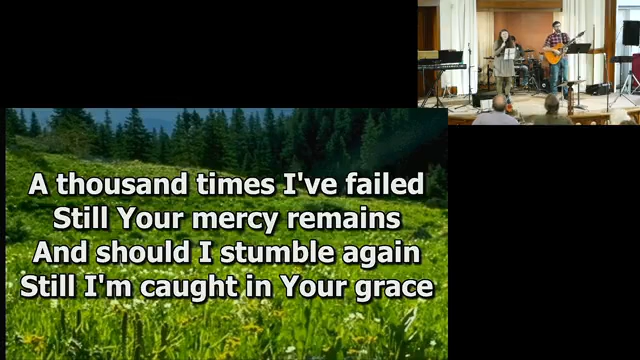 A thousand times I've failed
Still Your mercy remains
And should I stumble again
Still I'm caught in Your grace